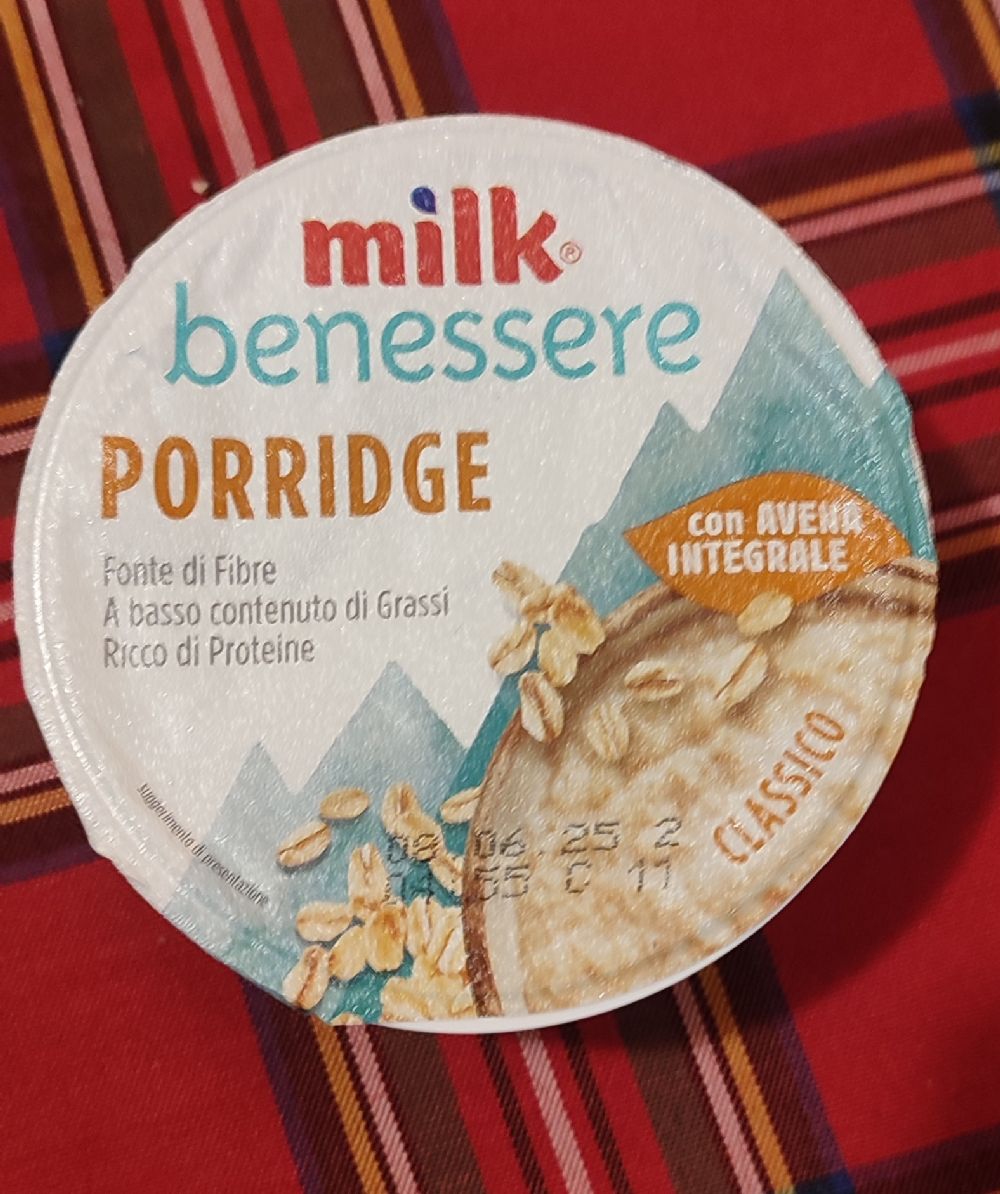 milk®
benessere
PORRIDGE
Fonte di Fibre
A basso contenuto di Grassi
Ricco di Proteine
con AVENA
INTEGRALE
CLASSICO
suggerimento di presentazione